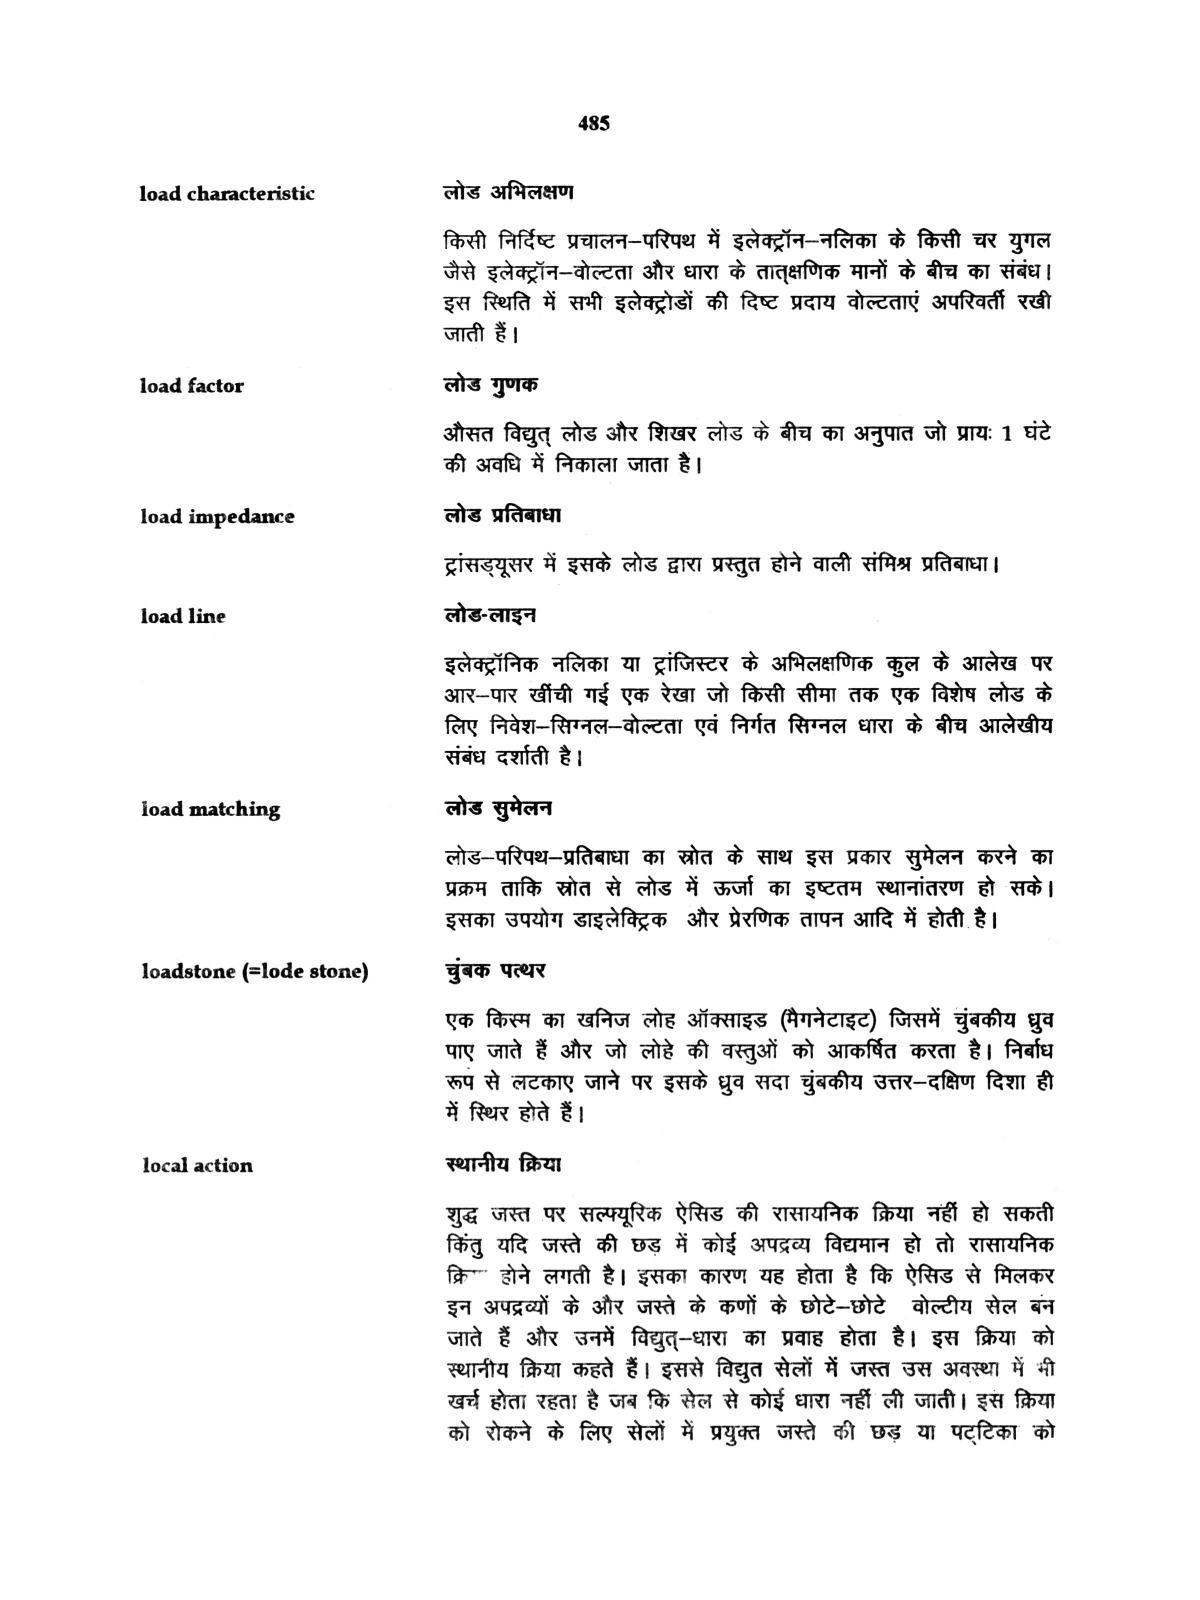 485
load characteristic लोड अभिलक्षण
किसी निर्दिष्ट प्रचालन–परिपथ में इलेक्ट्रॉन–नलिका के किसी चर युगल
जैसे इलेक्ट्रॉन–वोल्टता और धारा के तात्क्षणिक मानों के बीच का संबंध।
इस स्थिति में सभी इलेक्ट्रोडों की दिष्ट प्रदाय वोल्टताएं अपरिवर्ती रखी
जाती हैं।
load factor लोड गुणक
औसत विद्युत् लोड और शिखर लोड के बीच का अनुपात जो प्रायः 1 घंटे
की अवधि में निकाला जाता है।
load impedance लोड प्रतिबाधा
ट्रांसड्यूसर में इसके लोड द्वारा प्रस्तुत होने वाली संमिश्र प्रतिबाधा।
load line लोड-लाइन
इलेक्ट्रॉनिक नलिका या ट्रांजिस्टर के अभिलक्षणिक कुल के आलेख पर
आर–पार खींची गई एक रेखा जो किसी सीमा तक एक विशेष लोड के
लिए निवेश–सिग्नल–वोल्टता एवं निर्गत सिग्नल धारा के बीच आलेखीय
संबंध दर्शाती है।
load matching लोड सुमेलन
लोड–परिपथ–प्रतिबाधा का स्रोत के साथ इस प्रकार सुमेलन करने का
प्रक्रम ताकि स्रोत से लोड में ऊर्जा का इष्टतम स्थानांतरण हो सके।
इसका उपयोग डाइलेक्ट्रिक और प्रेरणिक तापन आदि में होती है।
loadstone (=lode stone) चुंबक पत्थर
एक किस्म का खनिज लोह ऑक्साइड (मैगनेटाइट) जिसमें चुंबकीय ध्रुव
पाए जाते हैं और जो लोहे की वस्तुओं को आकर्षित करता है। निर्बाध
रूप से लटकाए जाने पर इसके ध्रुव सदा चुंबकीय उत्तर–दक्षिण दिशा ही
में स्थिर होते हैं।
local action स्थानीय क्रिया
शुद्ध जस्त पर सल्फ्यूरिक ऐसिड की रासायनिक क्रिया नहीं हो सकती
किंतु यदि जस्ते की छड़ में कोई अपद्रव्य विद्यमान हो तो रासायनिक
होने लगती है। इसका कारण यह होता है कि ऐसिड से मिलकर
इन अपद्रव्यों के और जस्ते के कणों के छोटे–छोटे वोल्टीय सेल बन
जाते हैं और उनमें विद्युत्–धारा का प्रवाह होता है। इस क्रिया को
स्थानीय क्रिया कहते हैं। इससे विद्युत सेलों में जस्त उस अवस्था में भी
खर्च होता रहता है जब कि सेल से कोई धारा नहीं ली जाती। इस क्रिया
को रोकने के लिए सेलों में प्रयुक्त जस्ते की छड़ या पट्टिका को